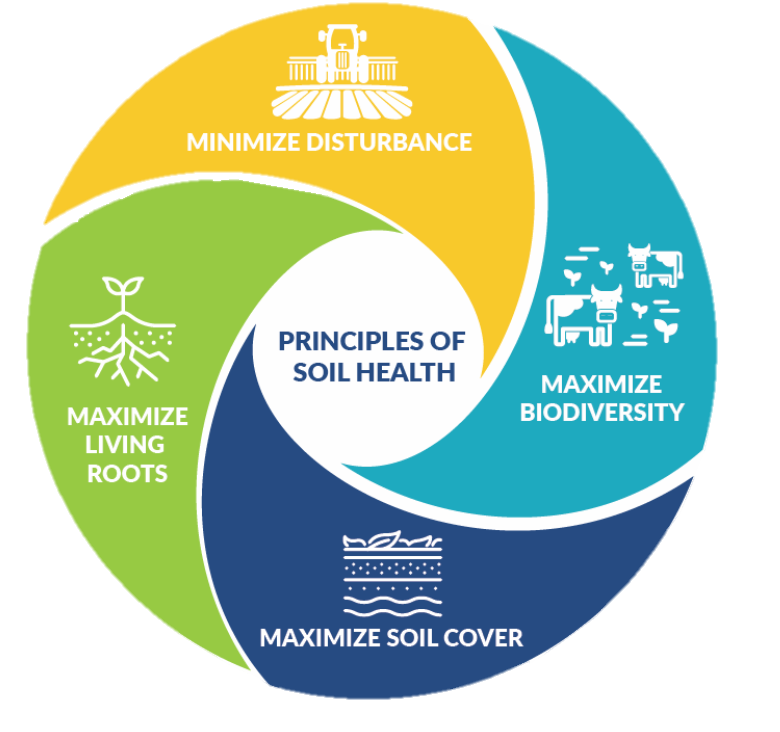 MINIMIZE DISTURBANCE
PRINCIPLES OF
SOIL HEALTH
MAXIMIZE
BIODIVERSITY
MAXIMIZE
LIVING
ROOTS
MAXIMIZE SOIL COVER